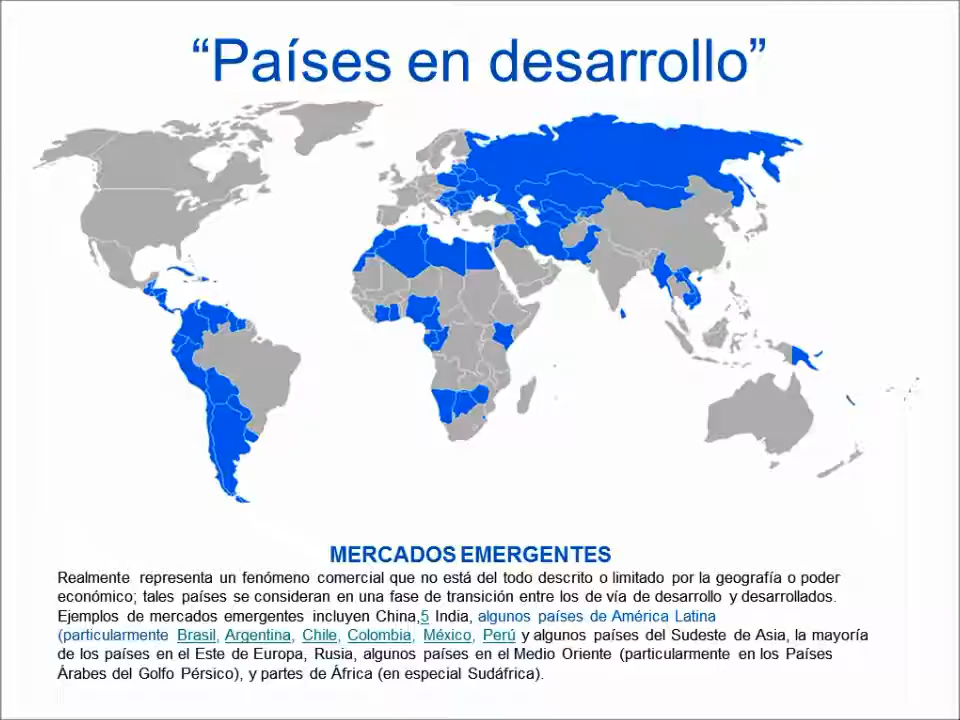 “Países en desarrollo”
MERCADOS EMERGENTES
Realmente representa un fenómeno comercial que no está del todo descrito o limitado por la geografía o poder
económico; tales países se consideran en una fase de transición entre los de vía de desarrollo y desarrollados.
Ejemplos de mercados emergentes incluyen China,5 India, algunos países de América Latina
(particularmente Brasil, Argentina, Chile, Colombia, México, Perú y algunos países del Sudeste de Asia, la mayoría
de los países en el Este de Europa, Rusia, algunos países en el Medio Oriente (particularmente en los Países
Árabes del Golfo Pérsico), y partes de África (en especial Sudáfrica).